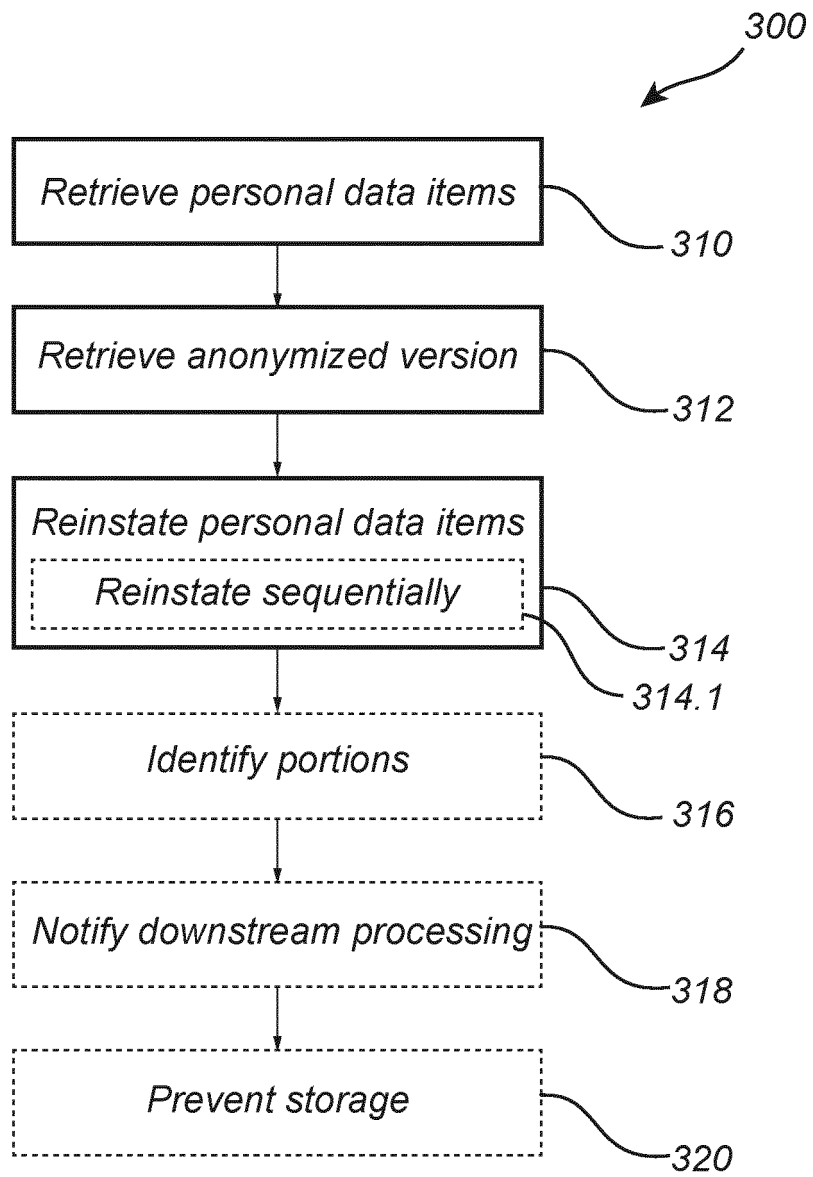 300
Retrieve personal data items
310
Retrieve anonymized version
312
Reinstate personal data items
Reinstate sequentially
314
314.1
Identify portions
316
Notify downstream processing
318
Prevent storage
320